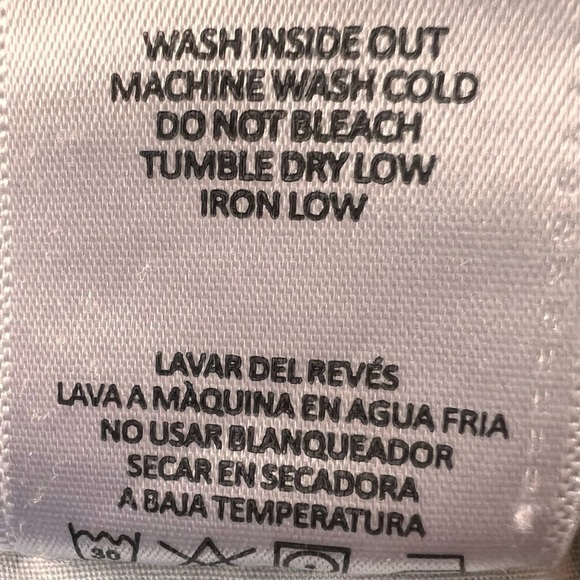 WASH INSIDE OUT
MACHINE WASH COLD
DO NOT BLEACH
TUMBLE DRY LOW
IRON LOW
LAVAR DEL REVÉS
LAVA A MÀQUINA EN AGUA FRIA
NO USAR BLANQUEADOR
SECAR EN SECADORA
A BAJA TEMPERATURA
30